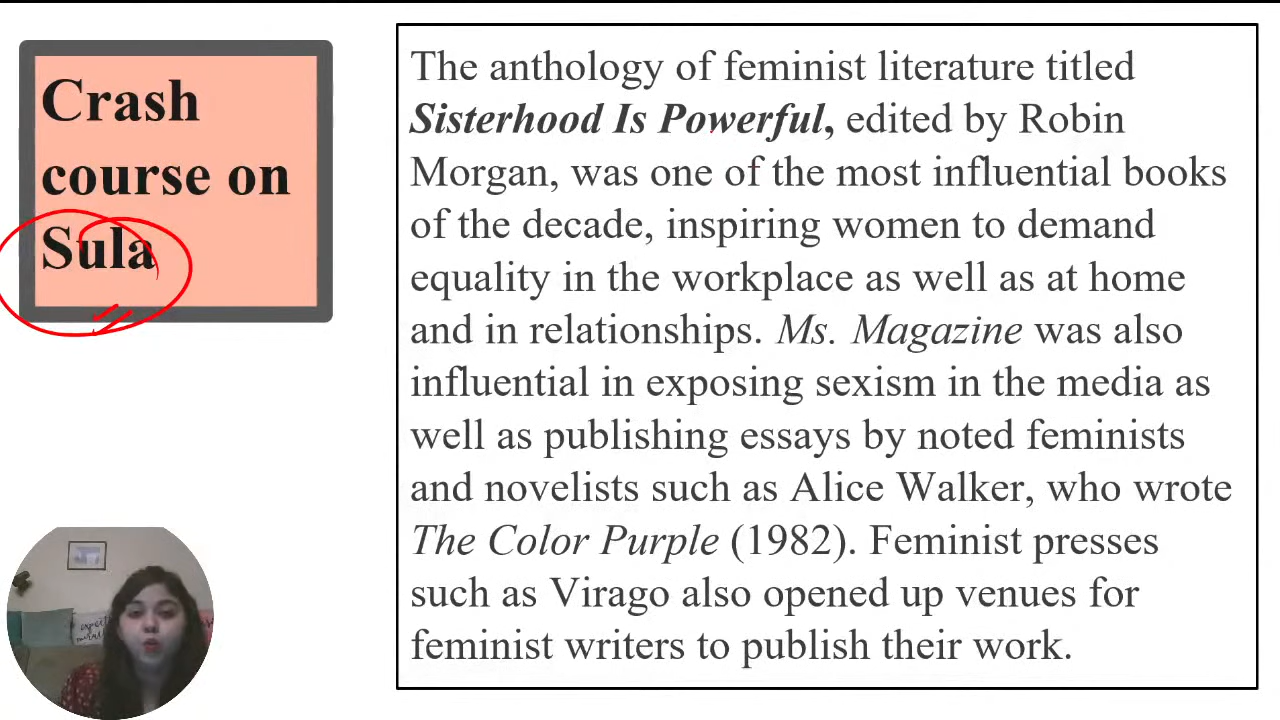 Crash
course on
Sula
The anthology of feminist literature titled
Sisterhood Is Powerful, edited by Robin
Morgan, was one of the most influential books
of the decade, inspiring women to demand
equality in the workplace as well as at home
and in relationships. Ms. Magazine was also
influential in exposing sexism in the media as
well as publishing essays by noted feminists
and novelists such as Alice Walker, who wrote
The Color Purple (1982). Feminist presses
such as Virago also opened up venues for
feminist writers to publish their work.